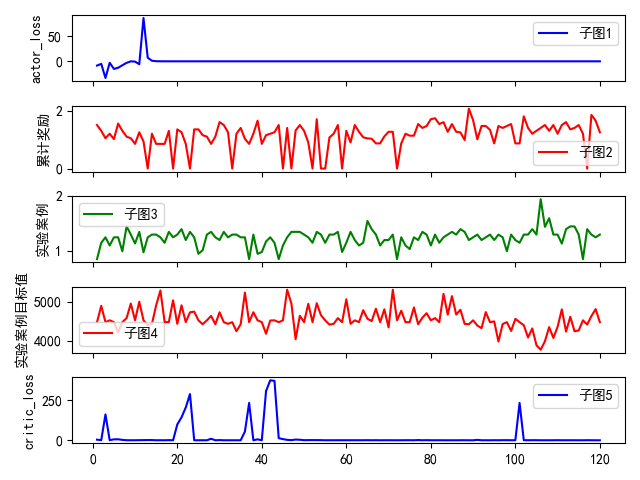 actor_loss
50
0
子图1
累计奖励
2
0
子图2
实验案例
2
1
子图3
实验案例目标值
5000
4000
子图4
critic_loss
250
0
子图5
0 20 40 60 80 100 120